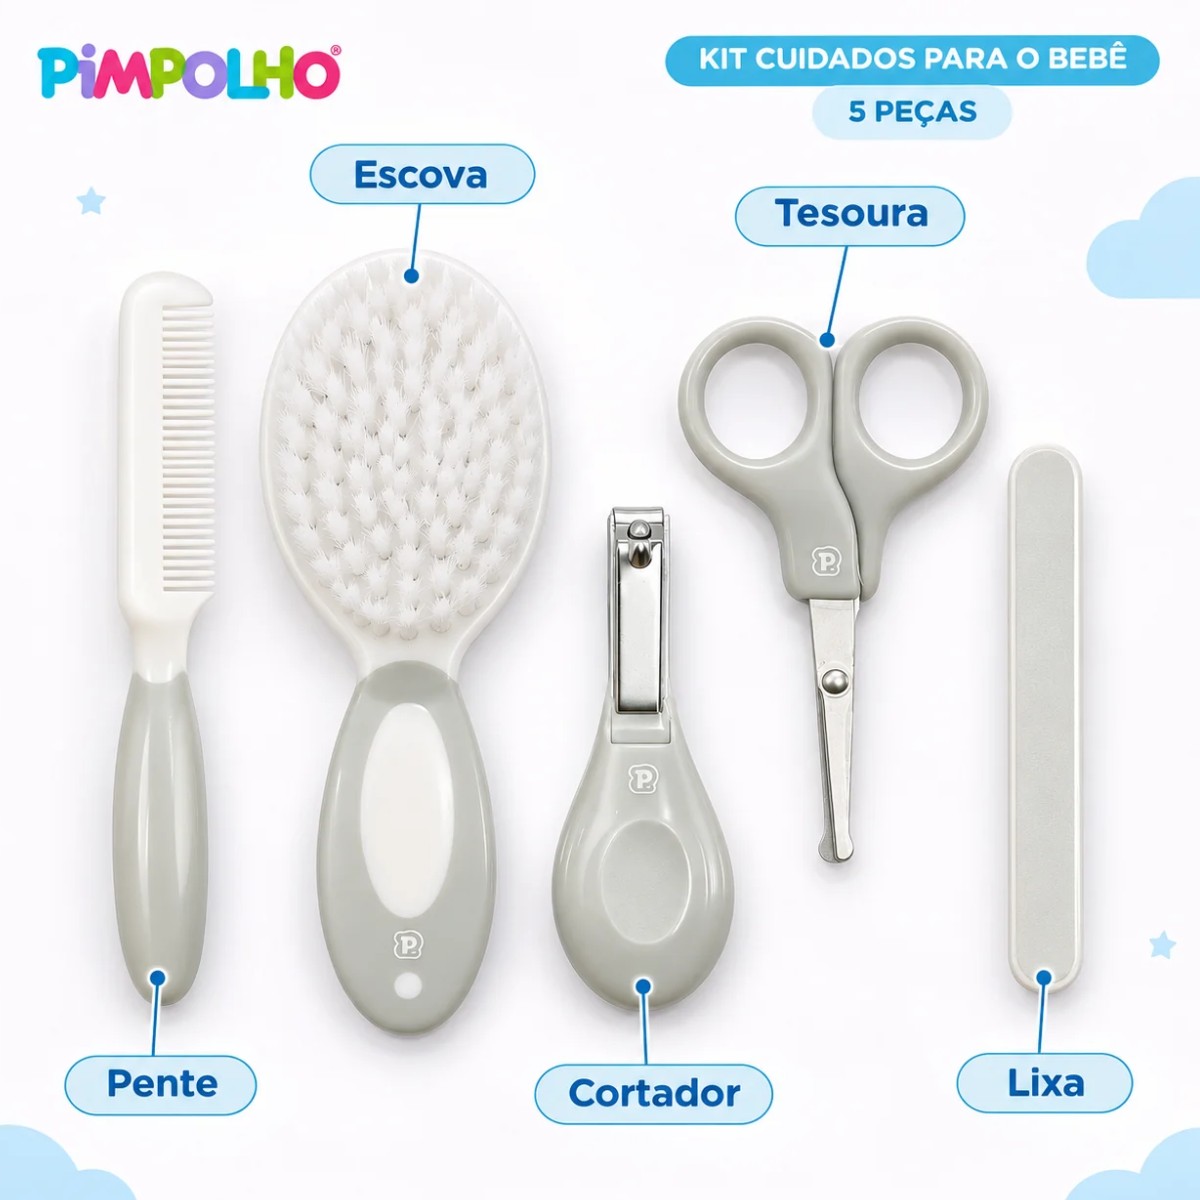 PiMPOLHO®
KIT CUIDADOS PARA O BEBÊ
5 PEÇAS
Escova
Tesoura
P
P
P
Pente
Cortador
Lixa